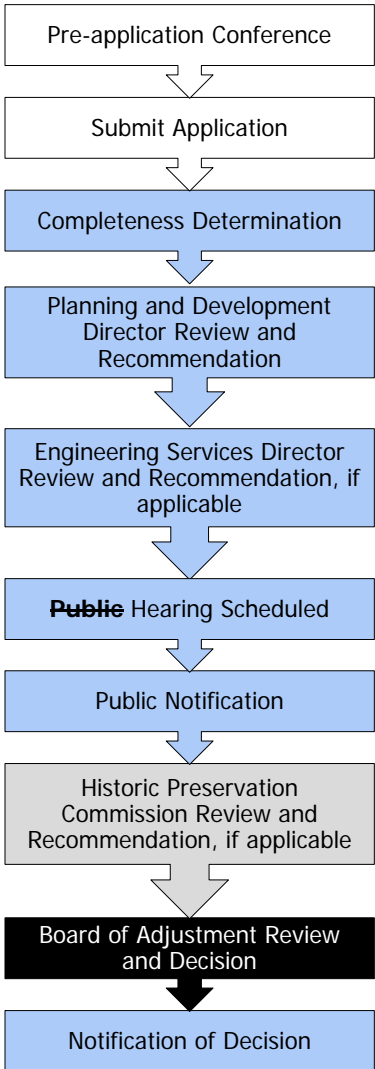 Pre-application Conference
Submit Application
Completeness Determination
Planning and Development
Director Review and
Recommendation
Engineering Services Director
Review and Recommendation, if
applicable
Public Hearing Scheduled
Public Notification
Historic Preservation
Commission Review and
Recommendation, if applicable
Board of Adjustment Review
and Decision
Notification of Decision